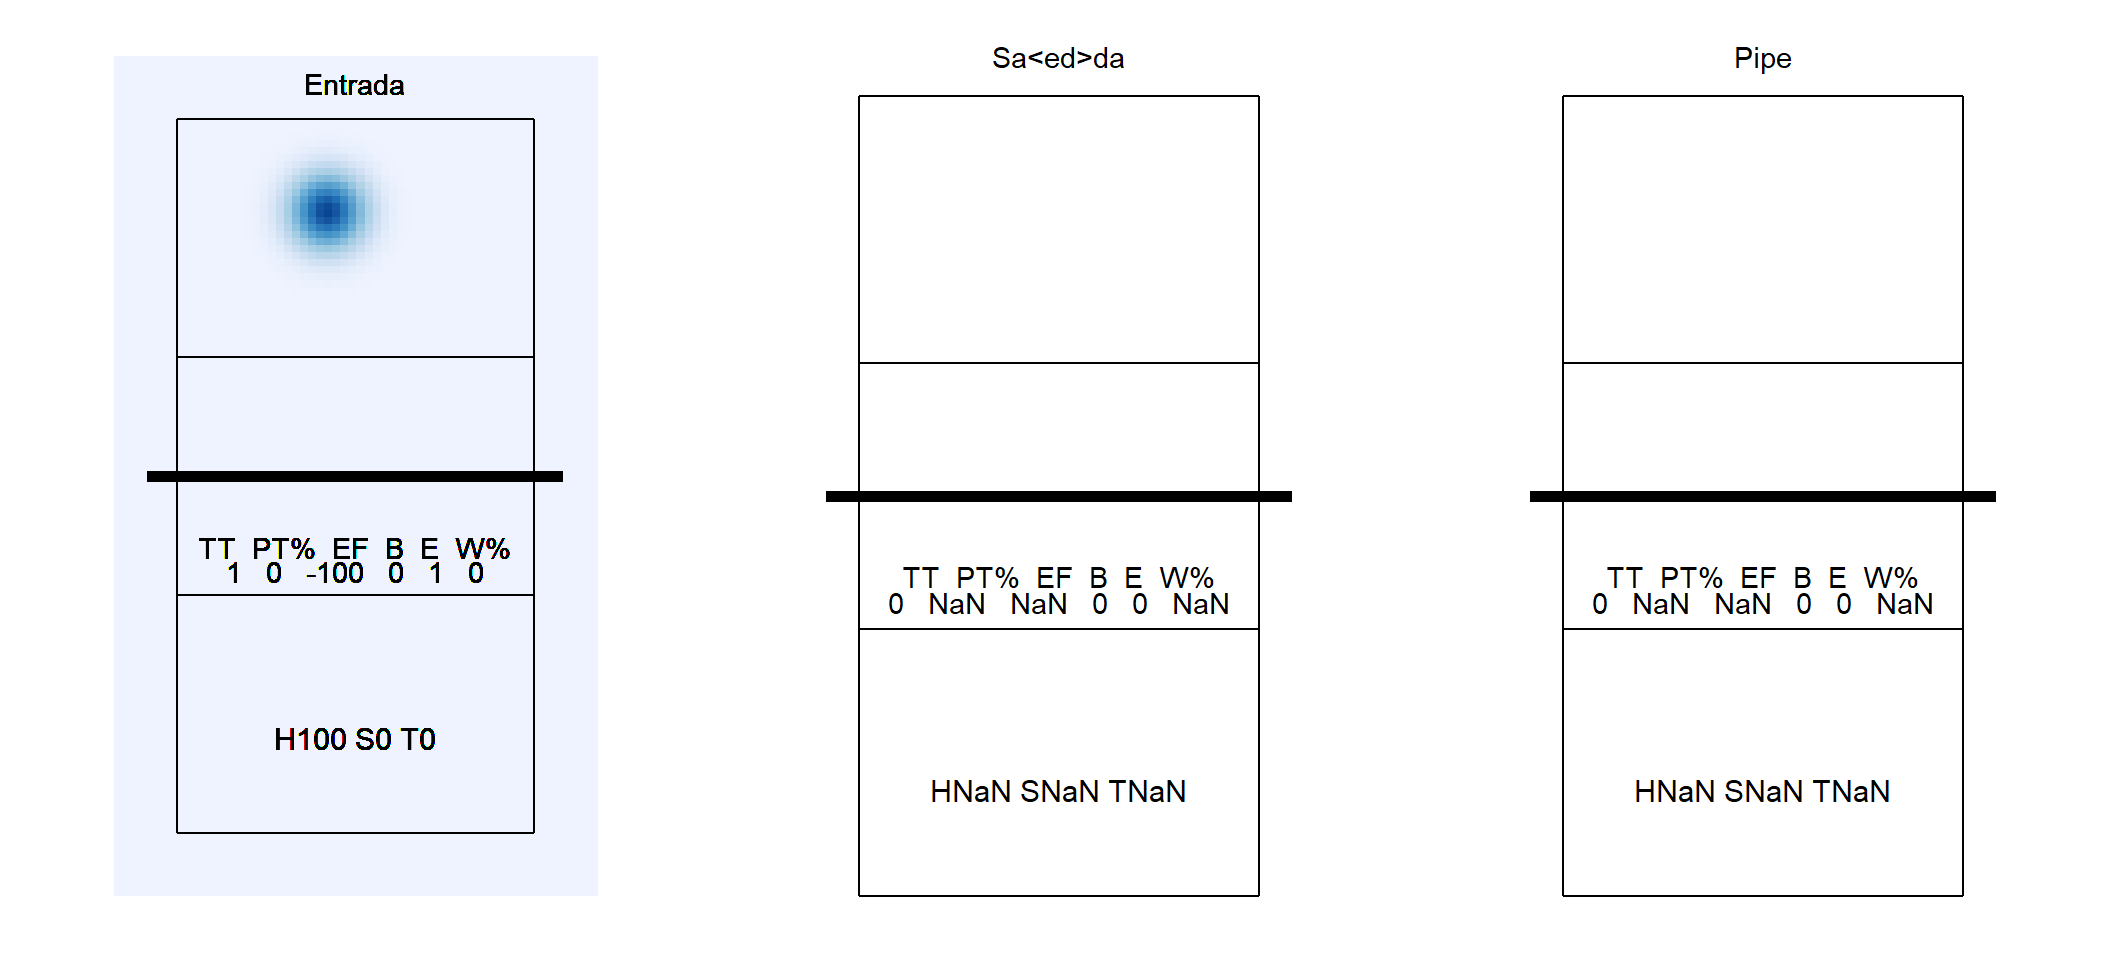 Entrada
TT PT% EF B E W%
1 0 -100 0 1 0
H100 S0 T0
Sa<ed>da
TT PT% EF B E W%
0 NaN NaN 0 0 NaN
HNaN SNaN TNaN
Pipe
TT PT% EF B E W%
0 NaN NaN 0 0 NaN
HNaN SNaN TNaN